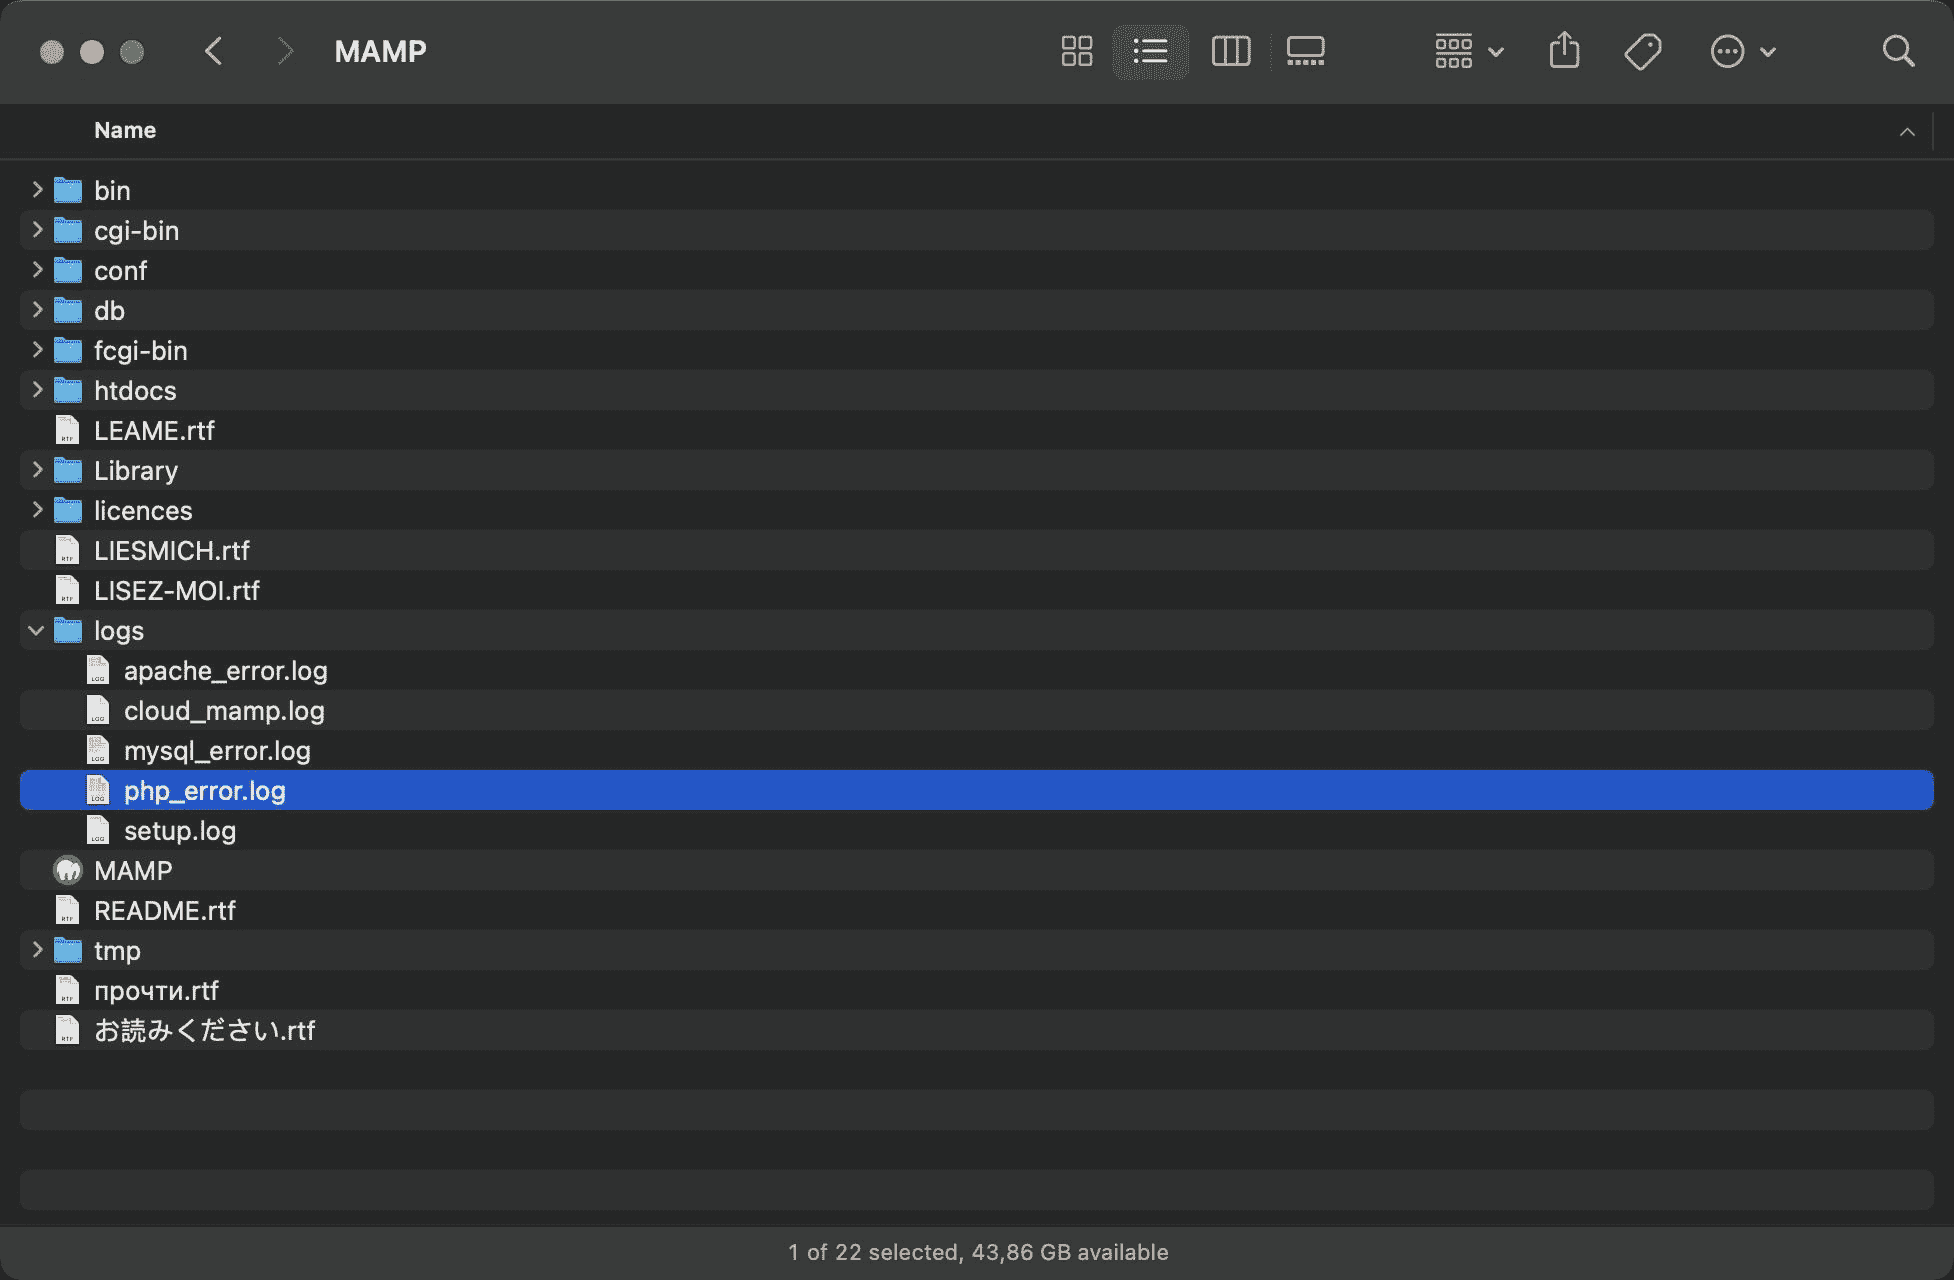 MAMP
Name
bin
cgi-bin
conf
db
fcgi-bin
htdocs
LEAME.rtf
Library
licences
LIESMICH.rtf
LISEZ-MOI.rtf
logs
apache_error.log
cloud_mamp.log
mysql_error.log
php_error.log
setup.log
MAMP
README.rtf
tmp
прочти.rtf
お読みください.rtf
1 of 22 selected, 43,86 GB available